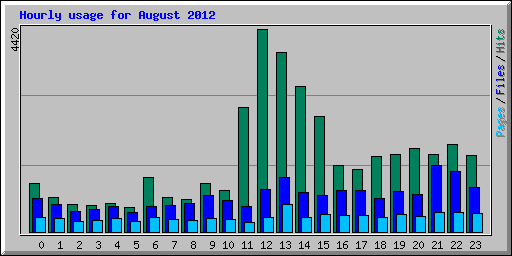 Hourly usage for August 2012
4420
Pages/Files/Hits
0 1 2 3 4 5 6 7 8 9 10 11 12 13 14 15 16 17 18 19 20 21 22 23